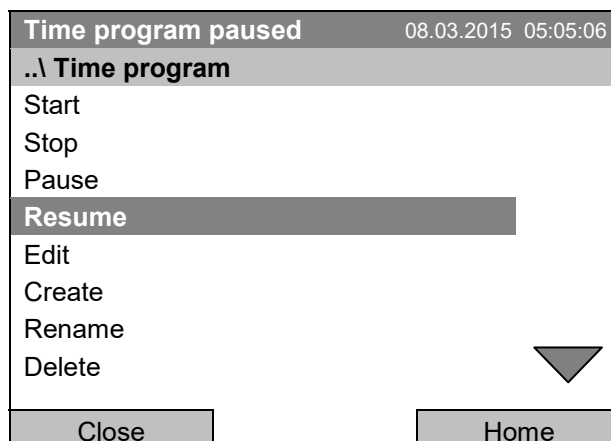 Time program paused 08.03.2015 05:05:06
..\ Time program
Start
Stop
Pause
Resume
Edit
Create
Rename
Delete
Close Home